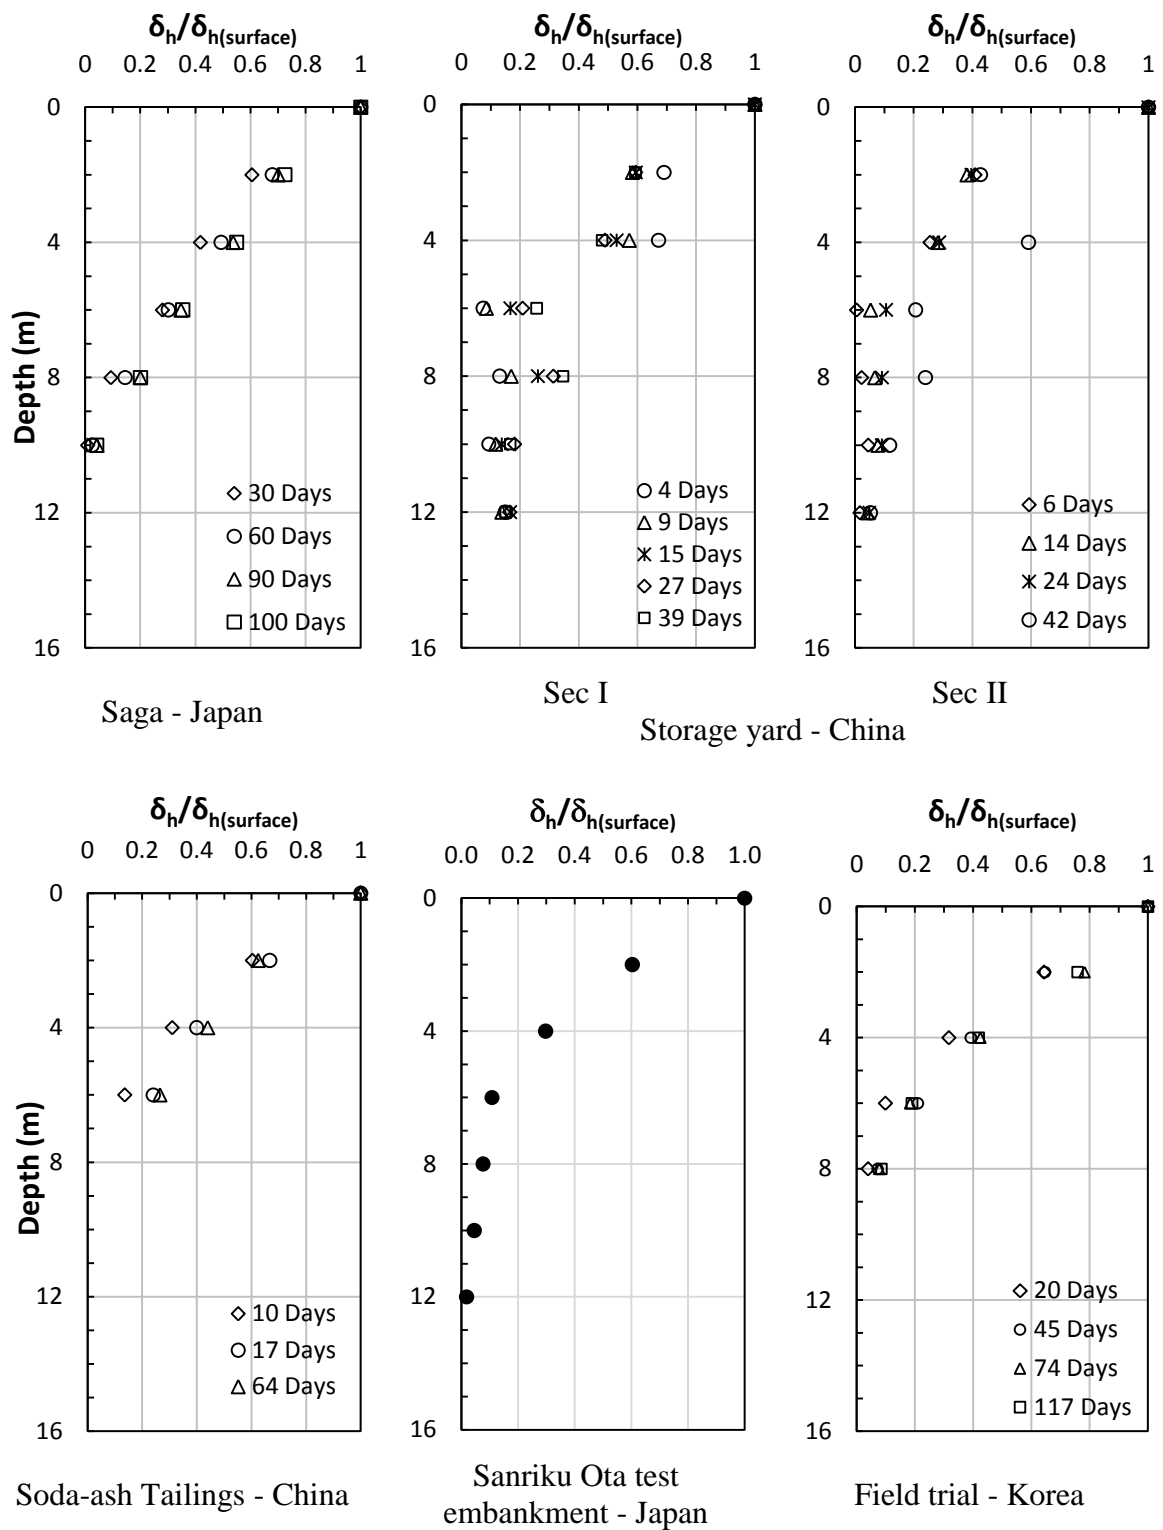 δh/δh(surface)
0 0.2 0.4 0.6 0.8 1
0
4
8
12
16
Depth (m)
30 Days
60 Days
90 Days
100 Days
Saga - Japan
δh/δh(surface)
0 0.2 0.4 0.6 0.8 1
0
4
8
12
16
4 Days
9 Days
15 Days
27 Days
39 Days
Sec I
δh/δh(surface)
0 0.2 0.4 0.6 0.8 1
0
4
8
12
16
6 Days
14 Days
24 Days
42 Days
Sec II
Storage yard - China
δh/δh(surface)
0 0.2 0.4 0.6 0.8 1
0
4
8
12
16
Depth (m)
10 Days
17 Days
64 Days
Soda-ash Tailings - China
δh/δh(surface)
0.0 0.2 0.4 0.6 0.8 1.0
0
4
8
12
16
Sanriku Ota test
embankment - Japan
δh/δh(surface)
0 0.2 0.4 0.6 0.8 1
0
4
8
12
16
20 Days
45 Days
74 Days
117 Days
Field trial - Korea